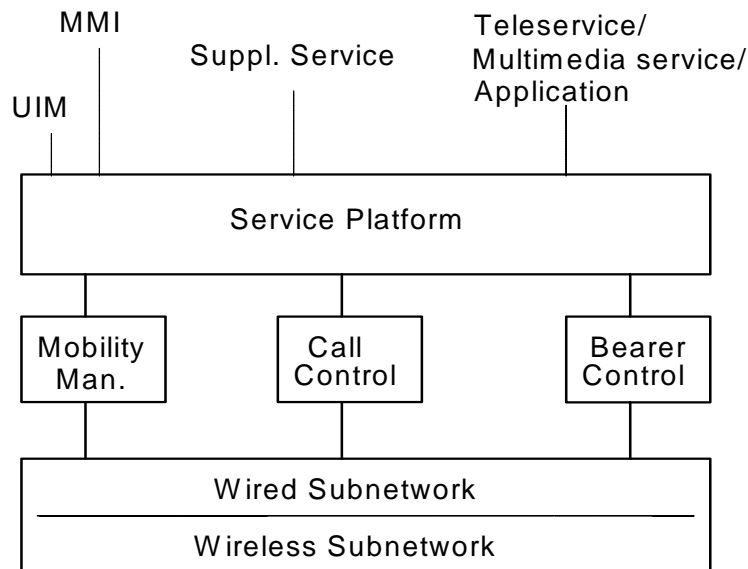 MMI
Suppl. Service
Teleservice/
Multimedia service/
Application
UIM
Service Platform
Mobility
Man.
Call
Control
Bearer
Control
Wired Subnetwork
Wireless Subnetwork